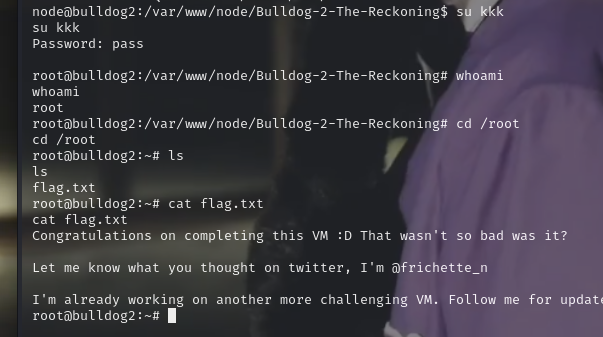 node@bulldog2:/var/www/node/Bulldog-2-The-Reckoning$ su kkk
su kkk
Password: pass
root@bulldog2:/var/www/node/Bulldog-2-The-Reckoning# whoami
whoami
root
root@bulldog2:/var/www/node/Bulldog-2-The-Reckoning# cd /root
cd /root
root@bulldog2:~# ls
ls
flag.txt
root@bulldog2:~# cat flag.txt
cat flag.txt
Congratulations on completing this VM :D That wasn't so bad was it?
Let me know what you thought on twitter, I'm @frichette_n
I'm already working on another more challenging VM. Follow me for update
root@bulldog2:~#